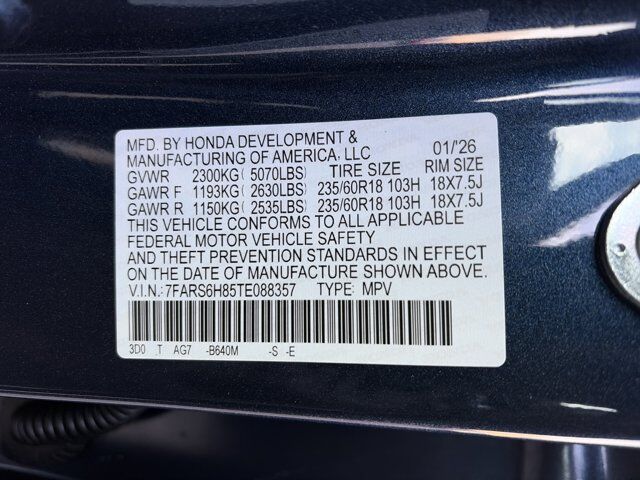 MFD. BY HONDA DEVELOPMENT &
MANUFACTURING OF AMERICA, LLC 01/'26
GVWR 2300KG( 5070LBS) TIRE SIZE RIM SIZE
GAWR F 1193KG( 2630LBS) 235/60R18 103H 18X7.5J
GAWR R 1150KG( 2535LBS) 235/60R18 103H 18X7.5J
THIS VEHICLE CONFORMS TO ALL APPLICABLE
FEDERAL MOTOR VEHICLE SAFETY
AND THEFT PREVENTION STANDARDS IN EFFECT
ON THE DATE OF MANUFACTURE SHOWN ABOVE.
V.I.N.: 7FARS6H85TE088357 TYPE: MPV
3D0 T AG7 -B640M -S -E